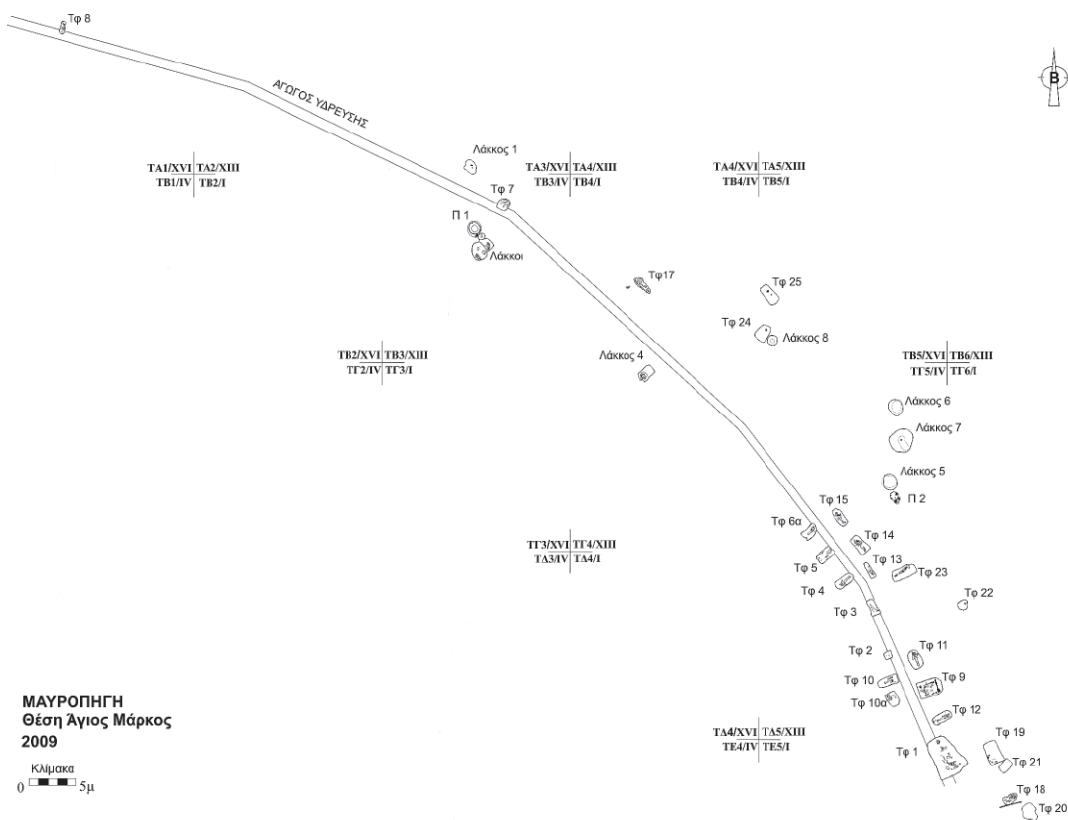 Τφ 8
Β
ΑΓΩΓΟΣ ΥΔΡΕΥΣΗΣ
Λάκκος 1
ΤΑ1/XVI ΤΑ2/XIII
ΤΒ1/IV ΤΒ2/I
ΤΑ3/XVI ΤΑ4/XIII
ΤΒ3/IV ΤΒ4/I
ΤΑ4/XVI ΤΑ5/XIII
ΤΒ4/IV ΤΒ5/I
Τφ 7
Π 1
Λάκκοι
Τφ17
Τφ 25
Τφ 24
Λάκκος 8
ΤΒ2/XVI ΤΒ3/XIII
ΤΓ2/IV ΤΓ3/I
Λάκκος 4
ΤΒ5/XVI ΤΒ6/XIII
ΤΓ5/IV ΤΓ6/I
Λάκκος 6
Λάκκος 7
Λάκκος 5
Π 2
Τφ 15
Τφ 6α
Τφ 14
ΤΓ3/XVI ΤΓ4/XIII
ΤΔ3/IV ΤΔ4/I
Τφ 5
Τφ 13
Τφ 23
Τφ 4
Τφ 22
Τφ 3
Τφ 2
Τφ 11
Τφ 10
Τφ 9
Τφ 10α
Τφ 12
ΜΑΥΡΟΠΗΓΗ
Θέση Άγιος Μάρκος
2009
ΤΔ4/XVI ΤΔ5/XIII
ΤΕ4/IV ΤΕ5/I
Τφ 1
Τφ 19
Τφ 21
Κλίμακα
0 5μ
Τφ 18
Τφ 20